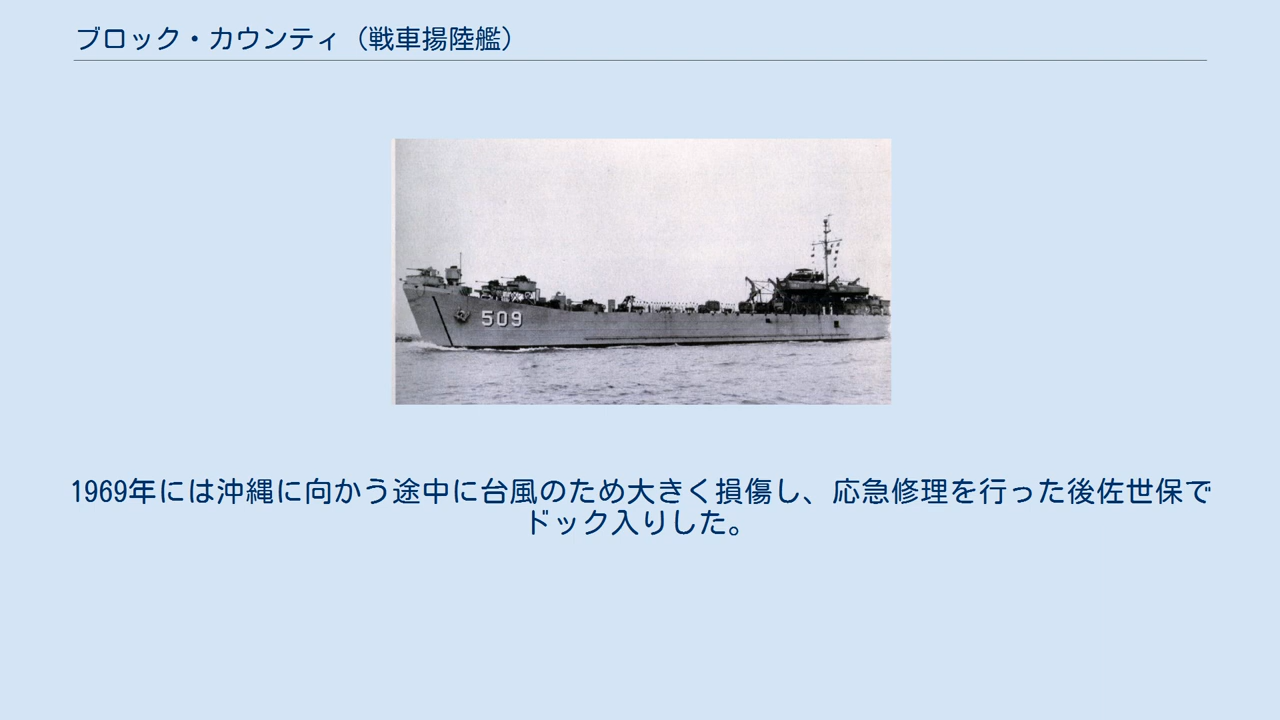 ブロック・カウンティ（戦車揚陸艦）
509
1969年には沖縄に向かう途中に台風のため大きく損傷し、応急修理を行った後佐世保で
ドック入りした。